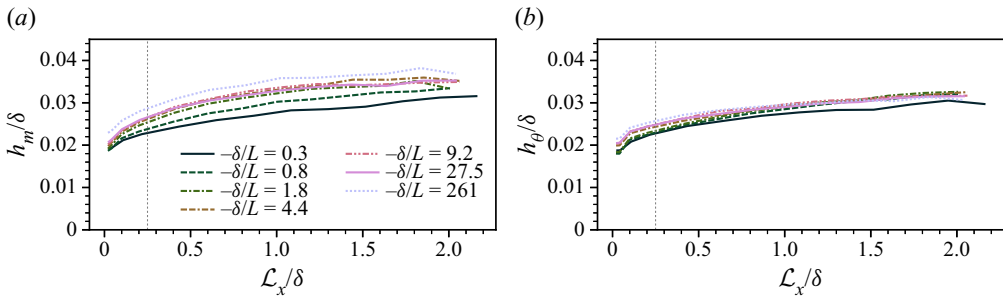 (a)
(b)
0.04
0.03
0.02
0.01
0
h_m/δ
–δ/L = 0.3
–δ/L = 0.8
–δ/L = 1.8
–δ/L = 4.4
–δ/L = 9.2
–δ/L = 27.5
–δ/L = 261
0 0.5 1.0 1.5 2.0
ℒ_x/δ
0.04
0.03
0.02
0.01
0
h_θ/δ
0 0.5 1.0 1.5 2.0
ℒ_x/δ